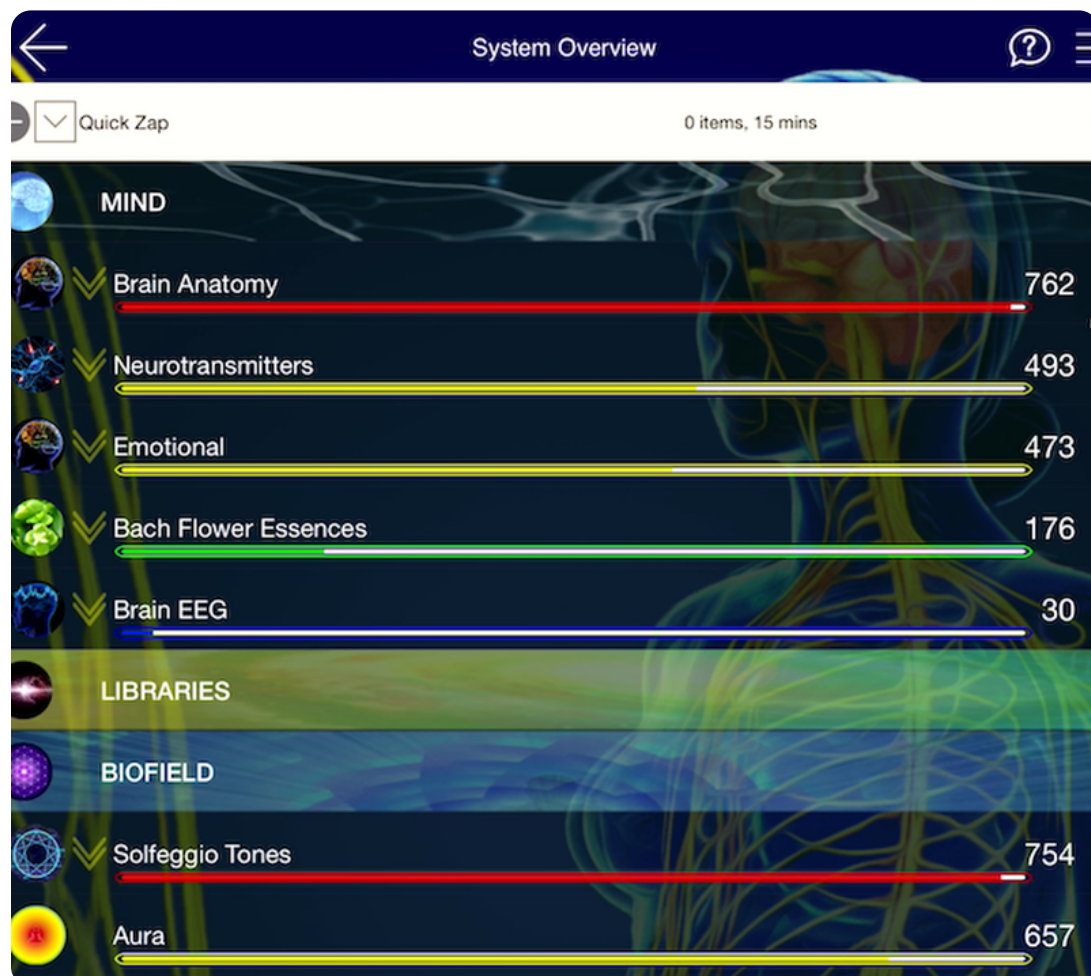 System Overview
Quick Zap 0 items, 15 mins
MIND
Brain Anatomy 762
Neurotransmitters 493
Emotional 473
Bach Flower Essences 176
Brain EEG 30
LIBRARIES
BIOFIELD
Solfeggio Tones 754
Aura 657